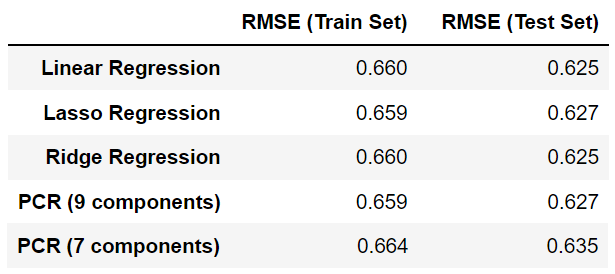 RMSE (Train Set) RMSE (Test Set)
Linear Regression 0.660 0.625
Lasso Regression 0.659 0.627
Ridge Regression 0.660 0.625
PCR (9 components) 0.659 0.627
PCR (7 components) 0.664 0.635